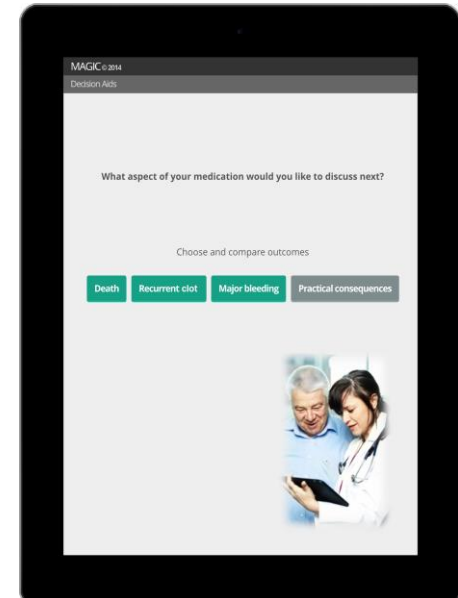 MAGIC © 2014
Decision Aids
What aspect of your medication would you like to discuss next?
Choose and compare outcomes
Death Recurrent clot Major bleeding Practical consequences